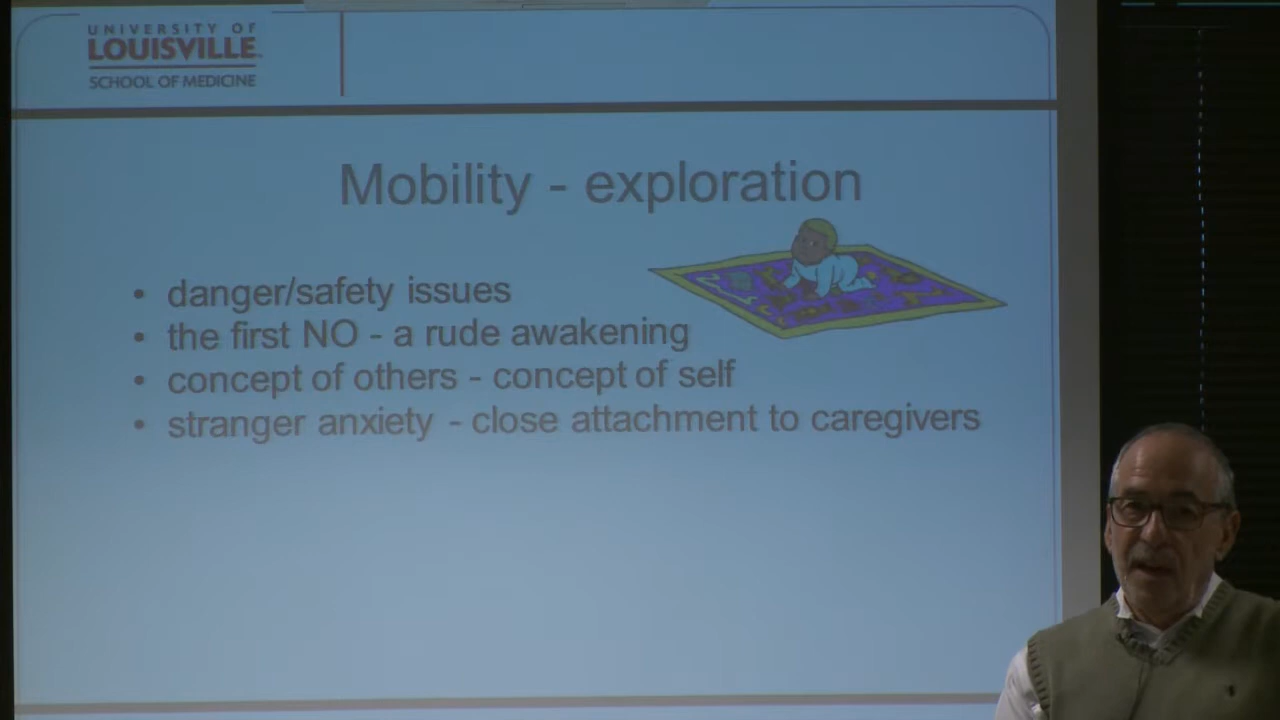 UNIVERSITY OF
LOUISVILLE
SCHOOL OF MEDICINE
Mobility - exploration
• danger/safety issues
• the first NO - a rude awakening
• concept of others - concept of self
• stranger anxiety - close attachment to caregivers